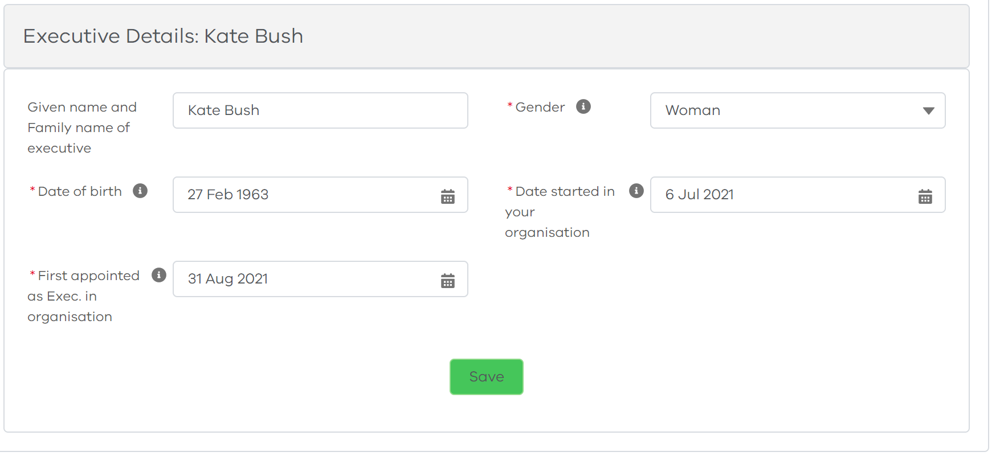 Executive Details: Kate Bush
Given name and
Family name of
executive
Kate Bush
* Gender
Woman
* Date of birth
27 Feb 1963
* Date started in
your
organisation
6 Jul 2021
* First appointed
as Exec. in
organisation
31 Aug 2021
Save